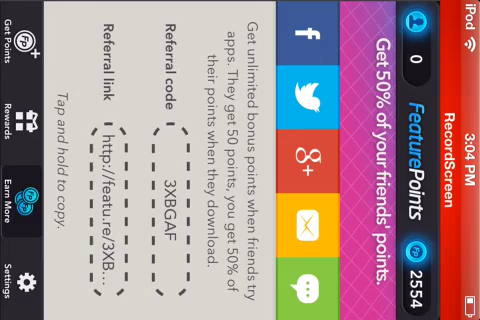 iPod 3:04 PM
RecordScreen
0 FeaturePoints FP 2554
Get 50% of your friends' points.
f g+
Get unlimited bonus points when friends try
apps. They get 50 points, you get 50% of
their points when they download.
Referral code 3XBGAF
Referral link http://featu.re/3XB...
Tap and hold to copy.
FP
Get Points Rewards Earn More Settings